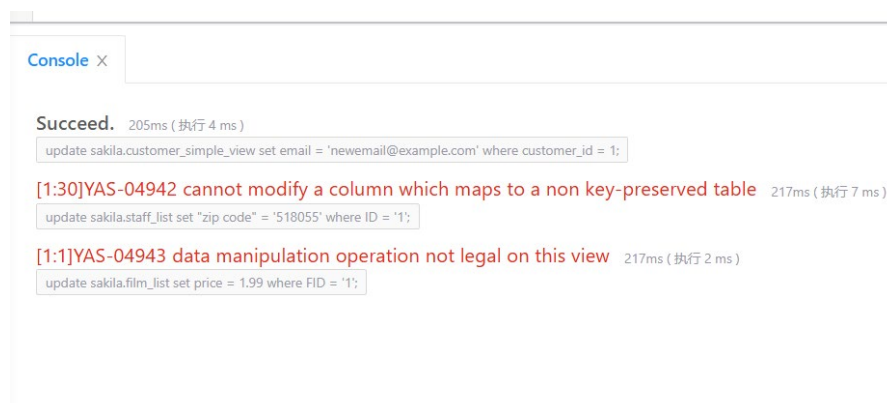 Console ×
Succeed. 205ms ( 执行 4 ms )
update sakila.customer_simple_view set email = 'newemail@example.com' where customer_id = 1;
[1:30]YAS-04942 cannot modify a column which maps to a non key-preserved table 217ms ( 执行 7 ms )
update sakila.staff_list set "zip code" = '518055' where ID = '1';
[1:1]YAS-04943 data manipulation operation not legal on this view 217ms ( 执行 2 ms )
update sakila.film_list set price = 1.99 where FID = '1';